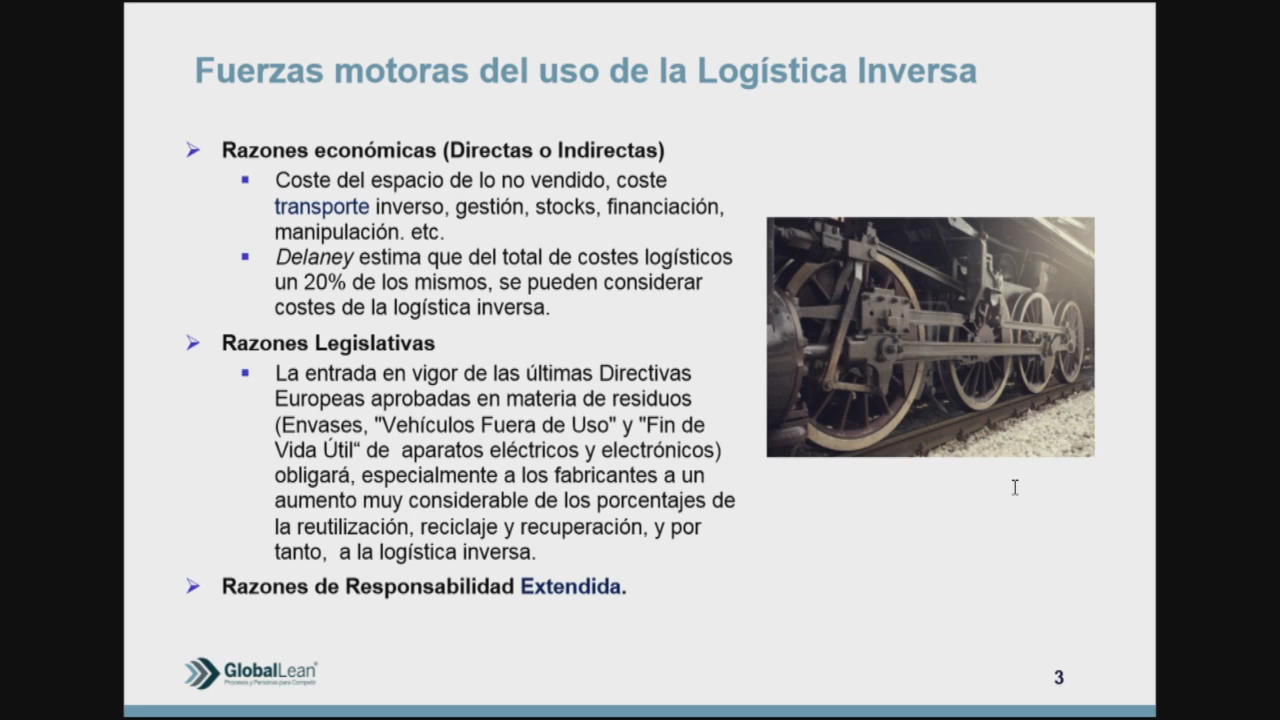 Fuerzas motoras del uso de la Logística Inversa
Razones económicas (Directas o Indirectas)
Coste del espacio de lo no vendido, coste
transporte inverso, gestión, stocks, financiación,
manipulación. etc.
Delaney estima que del total de costes logísticos
un 20% de los mismos, se pueden considerar
costes de la logística inversa.
Razones Legislativas
La entrada en vigor de las últimas Directivas
Europeas aprobadas en materia de residuos
(Envases, "Vehículos Fuera de Uso" y "Fin de
Vida Útil“ de  aparatos eléctricos y electrónicos)
obligará, especialmente a los fabricantes a un
aumento muy considerable de los porcentajes de
la reutilización, reciclaje y recuperación, y por
tanto,  a la logística inversa.
Razones de Responsabilidad Extendida.
GlobalLean®
Procesos y Personas para Competir
3